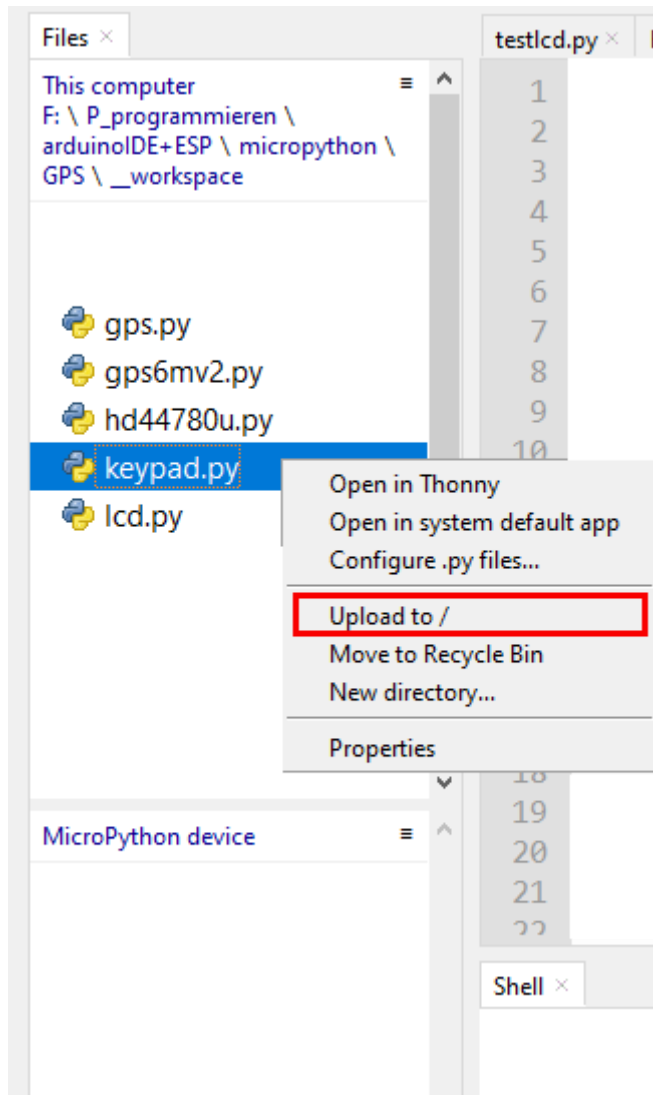 Files ×
This computer
F: \ P_programmieren \
arduinoIDE+ESP \ micropython \
GPS \ __workspace
gps.py
gps6mv2.py
hd44780u.py
keypad.py
lcd.py
Open in Thonny
Open in system default app
Configure .py files...
Upload to /
Move to Recycle Bin
New directory...
Properties
MicroPython device
testlcd.py ×
1
2
3
4
5
6
7
8
9
10
18
19
20
21
22
Shell ×